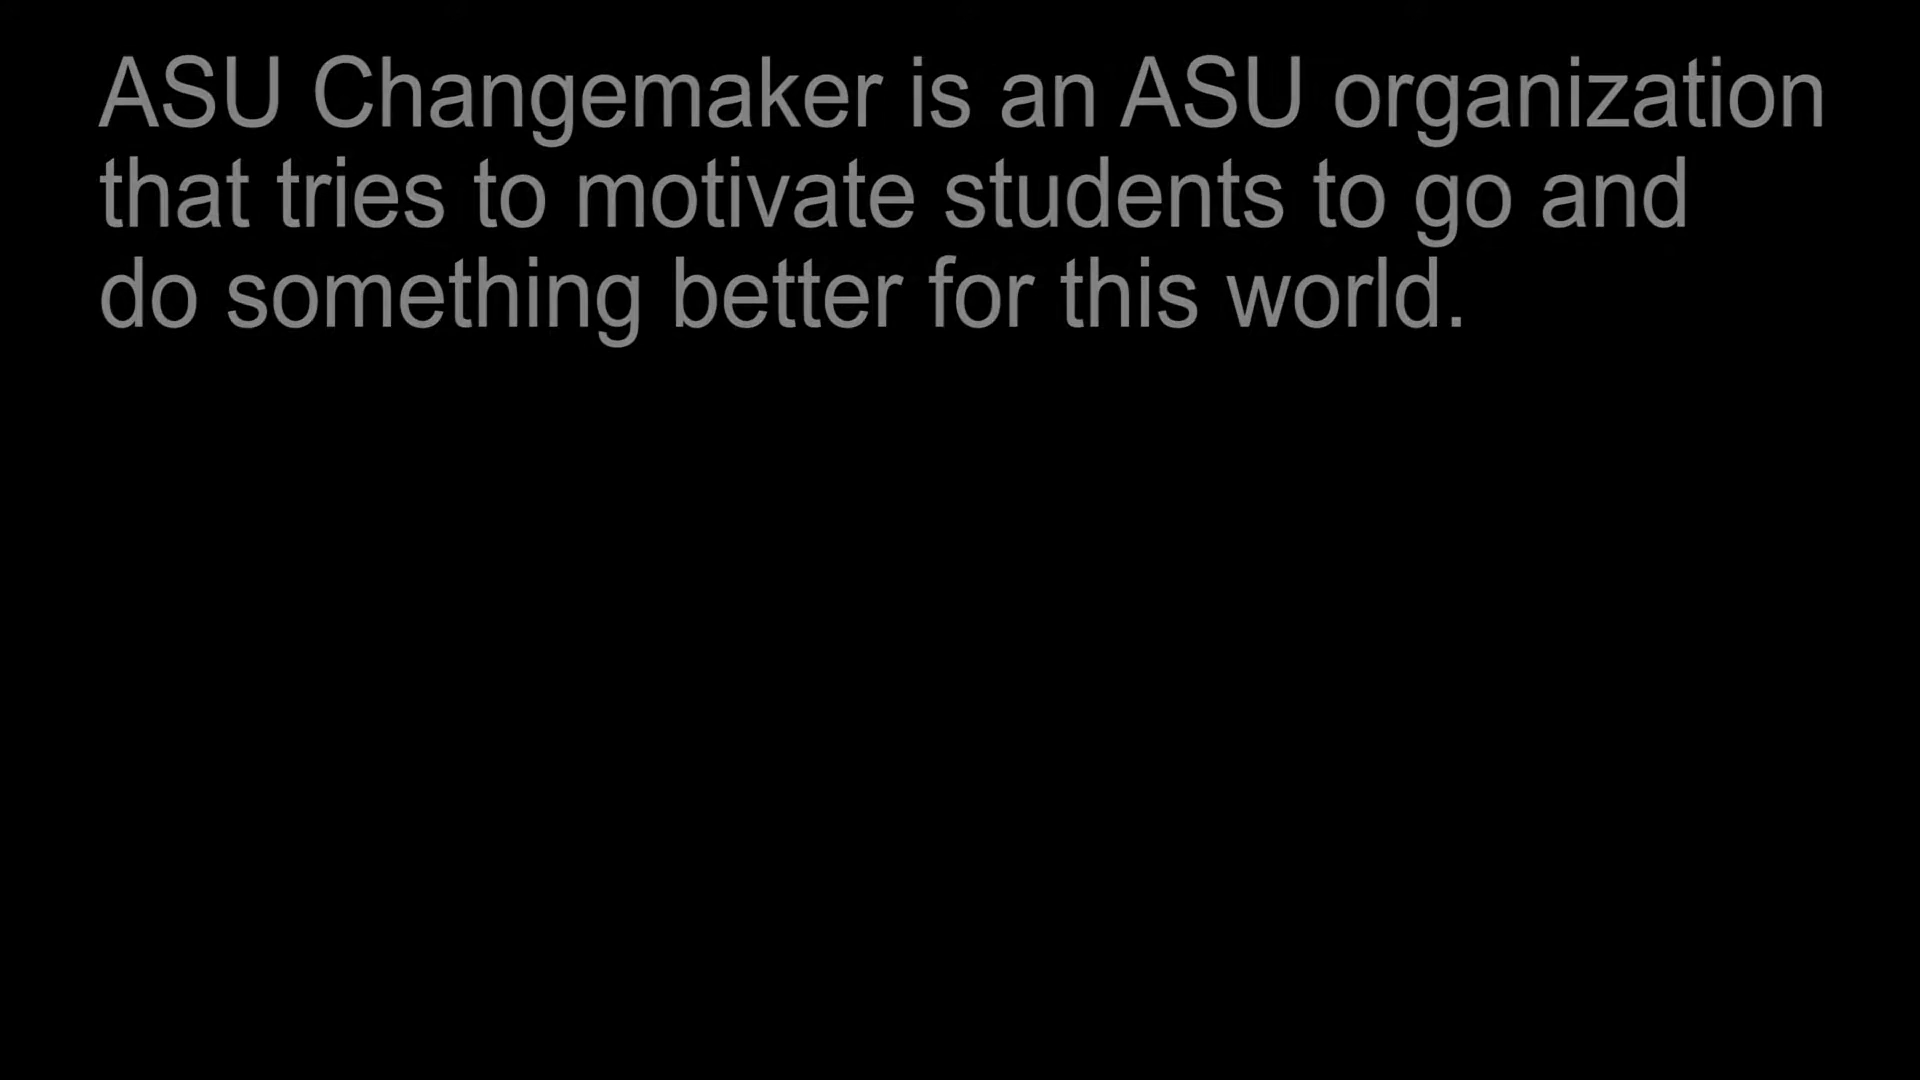 ASU Changemaker is an ASU organization
that tries to motivate students to go and
do something better for this world.